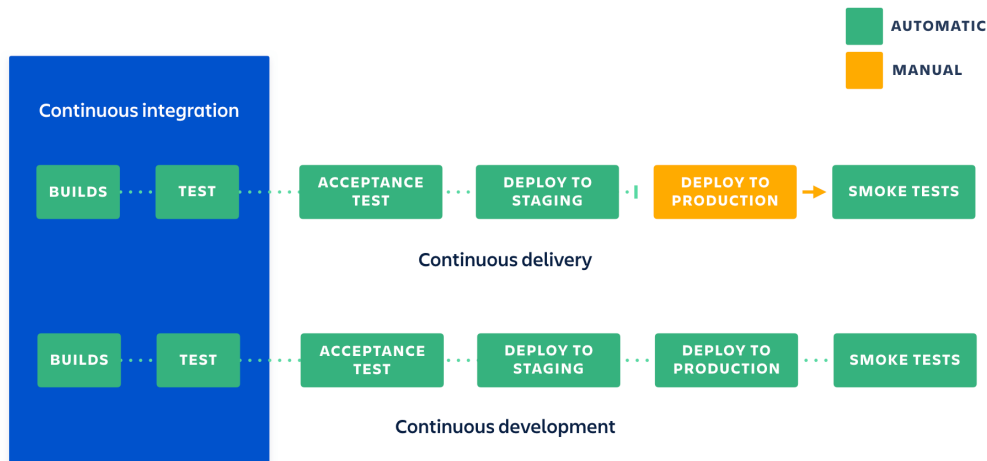 AUTOMATIC
MANUAL
Continuous integration
BUILDS
TEST
ACCEPTANCE
TEST
DEPLOY TO
STAGING
DEPLOY TO
PRODUCTION
SMOKE TESTS
Continuous delivery
BUILDS
TEST
ACCEPTANCE
TEST
DEPLOY TO
STAGING
DEPLOY TO
PRODUCTION
SMOKE TESTS
Continuous development